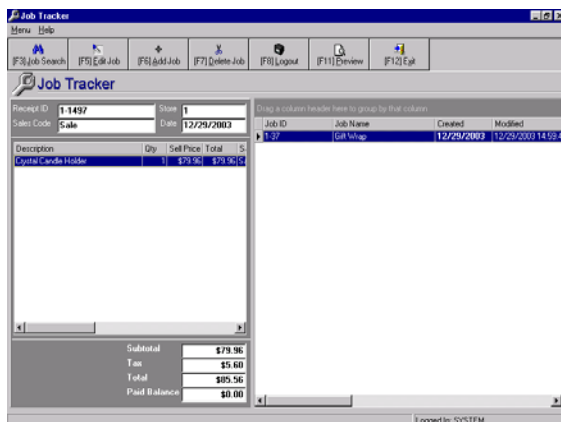 Job Tracker
Menu Help
[F3] Job Search [F5] Edit Job [F6] Add Job [F7] Delete Job [F8] Logout [F11] Preview [F12] Exit
Job Tracker
Receipt ID 1-1497 Store 1
Sales Code Sale Date 12/29/2003
Description Qty Sell Price Total S
Crystal Candle Holder 1 $79.96 $79.96 Sa
Subtotal $79.96
Tax $5.60
Total $85.56
Paid Balance $0.00
Drag a column header here to group by that column
Job ID Job Name Created Modified
1-37 Gift Wrap 12/29/2003 12/29/2003 14:59:4
Logged In: SYSTEM